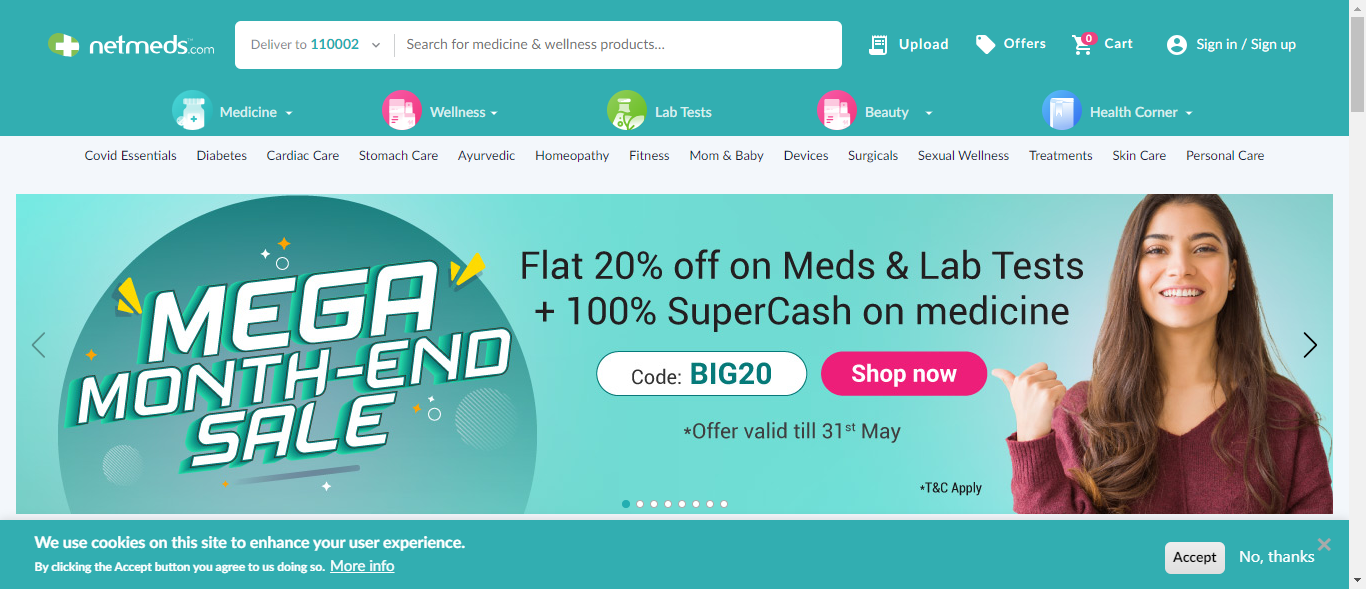 netmeds.com
Deliver to 110002
Search for medicine & wellness products...
Upload
Offers
0
Cart
Sign in / Sign up
Medicine
Wellness
Lab Tests
Beauty
Health Corner
Covid Essentials Diabetes Cardiac Care Stomach Care Ayurvedic Homeopathy Fitness Mom & Baby Devices Surgicals Sexual Wellness Treatments Skin Care Personal Care
MEGA
MONTH-END
SALE
Flat 20% off on Meds & Lab Tests
+ 100% SuperCash on medicine
Code: BIG20
Shop now
*Offer valid till 31st May
*T&C Apply
We use cookies on this site to enhance your user experience.
By clicking the Accept button you agree to us doing so. More info
Accept
No, thanks